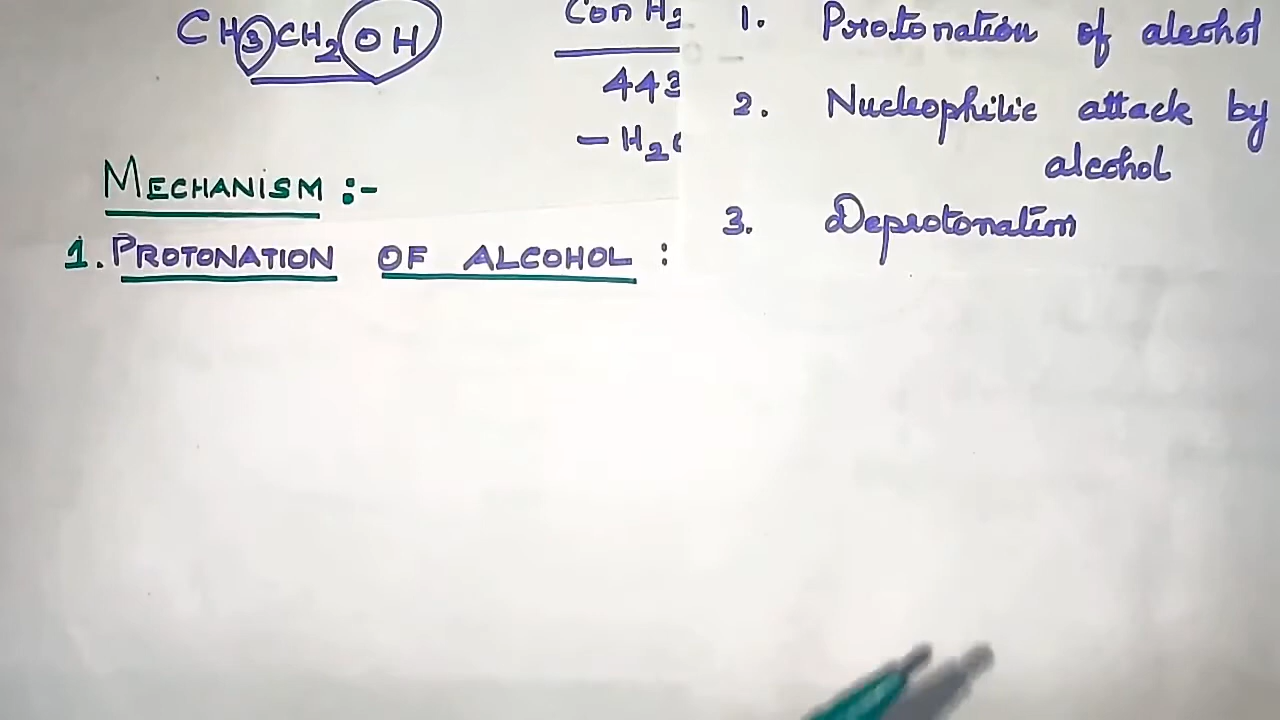 CH3CH2OH
Con H2
443
- H2
MECHANISM :-
1. PROTONATION OF ALCOHOL :
1. Protonation of alcohol
2. Nucleophilic attack by
alcohol
3. Deprotonation